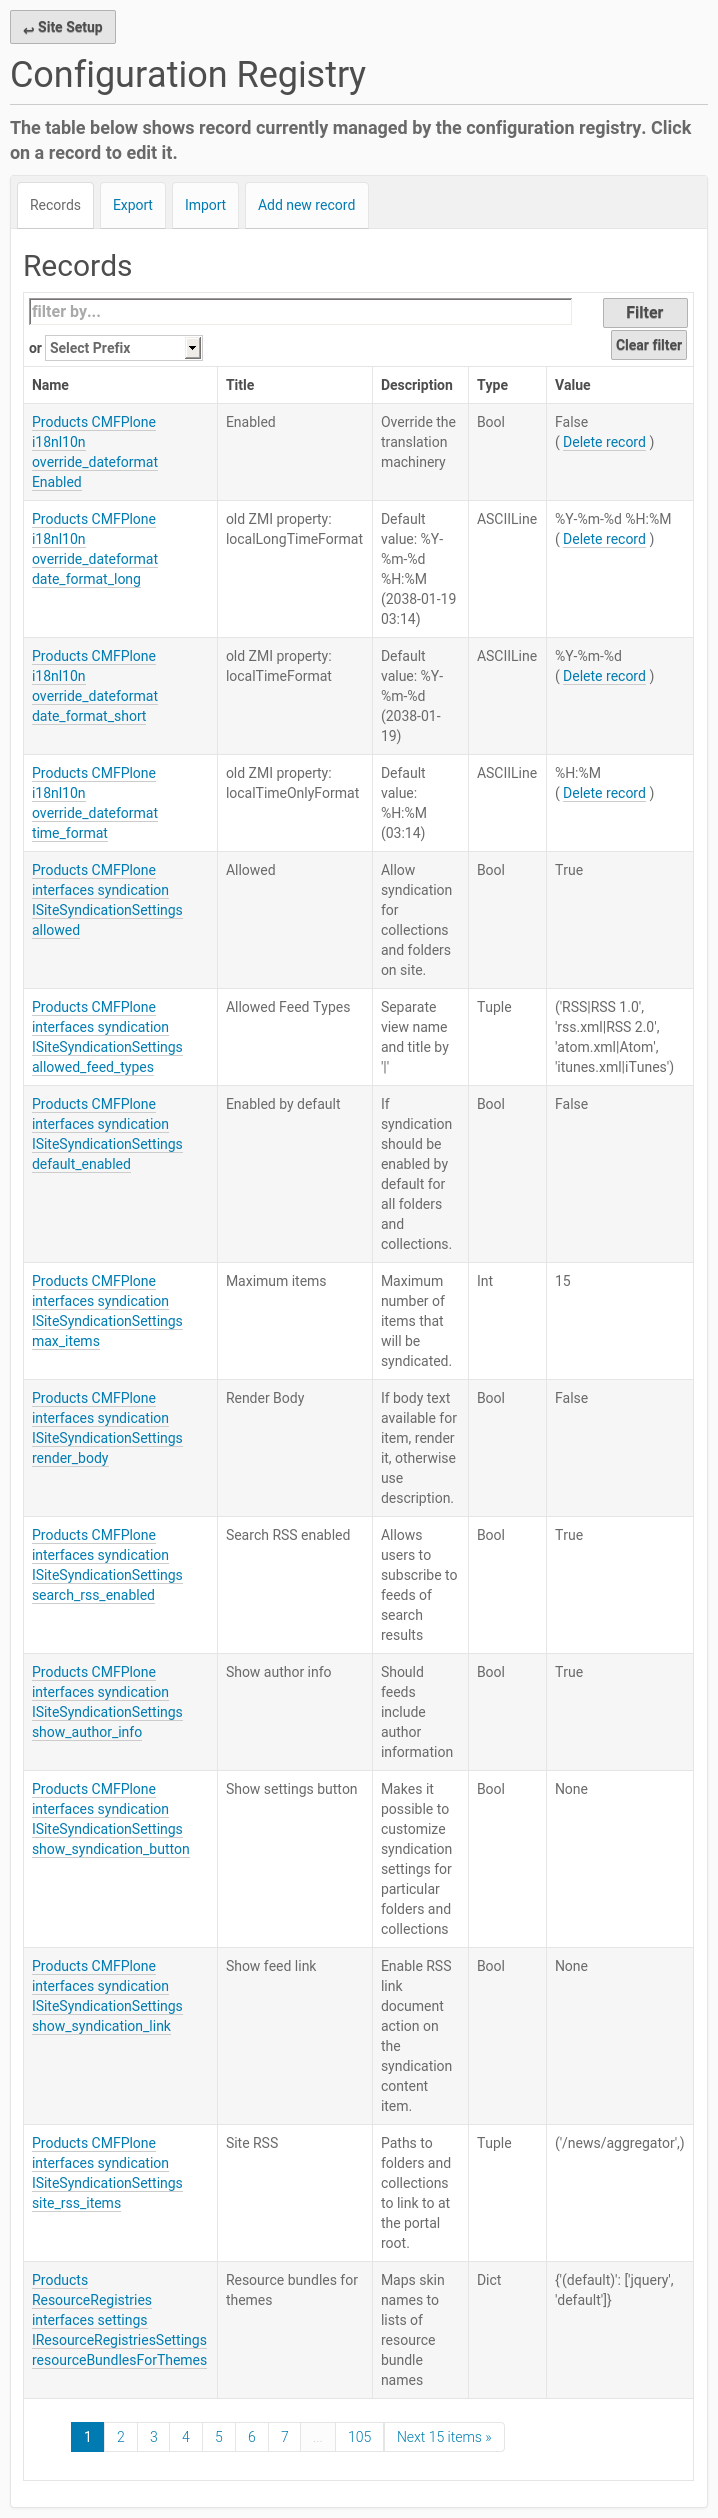 ↩ Site Setup
Configuration Registry
The table below shows record currently managed by the configuration registry. Click
on a record to edit it.
Records Export Import Add new record
Records
filter by... Filter
or Select Prefix Clear filter
Name Title Description Type Value
Products CMFPlone
i18nl10n
override_dateformat
Enabled
Enabled
Override the
translation
machinery
Bool
False
( Delete record )
Products CMFPlone
i18nl10n
override_dateformat
date_format_long
old ZMI property:
localLongTimeFormat
Default
value: %Y-
%m-%d
%H:%M
(2038-01-19
03:14)
ASCIILine
%Y-%m-%d %H:%M
( Delete record )
Products CMFPlone
i18nl10n
override_dateformat
date_format_short
old ZMI property:
localTimeFormat
Default
value: %Y-
%m-%d
(2038-01-
19)
ASCIILine
%Y-%m-%d
( Delete record )
Products CMFPlone
i18nl10n
override_dateformat
time_format
old ZMI property:
localTimeOnlyFormat
Default
value:
%H:%M
(03:14)
ASCIILine
%H:%M
( Delete record )
Products CMFPlone
interfaces syndication
ISiteSyndicationSettings
allowed
Allowed
Allow
syndication
for
collections
and folders
on site.
Bool
True
Products CMFPlone
interfaces syndication
ISiteSyndicationSettings
allowed_feed_types
Allowed Feed Types
Separate
view name
and title by
'|'
Tuple
('RSS|RSS 1.0',
'rss.xml|RSS 2.0',
'atom.xml|Atom',
'itunes.xml|iTunes')
Products CMFPlone
interfaces syndication
ISiteSyndicationSettings
default_enabled
Enabled by default
If
syndication
should be
enabled by
default for
all folders
and
collections.
Bool
False
Products CMFPlone
interfaces syndication
ISiteSyndicationSettings
max_items
Maximum items
Maximum
number of
items that
will be
syndicated.
Int
15
Products CMFPlone
interfaces syndication
ISiteSyndicationSettings
render_body
Render Body
If body text
available for
item, render
it, otherwise
use
description.
Bool
False
Products CMFPlone
interfaces syndication
ISiteSyndicationSettings
search_rss_enabled
Search RSS enabled
Allows
users to
subscribe to
feeds of
search
results
Bool
True
Products CMFPlone
interfaces syndication
ISiteSyndicationSettings
show_author_info
Show author info
Should
feeds
include
author
information
Bool
True
Products CMFPlone
interfaces syndication
ISiteSyndicationSettings
show_syndication_button
Show settings button
Makes it
possible to
customize
syndication
settings for
particular
folders and
collections
Bool
None
Products CMFPlone
interfaces syndication
ISiteSyndicationSettings
show_syndication_link
Show feed link
Enable RSS
link
document
action on
the
syndication
content
item.
Bool
None
Products CMFPlone
interfaces syndication
ISiteSyndicationSettings
site_rss_items
Site RSS
Paths to
folders and
collections
to link to at
the portal
root.
Tuple
('/news/aggregator',)
Products
ResourceRegistries
interfaces settings
IResourceRegistriesSettings
resourceBundlesForThemes
Resource bundles for
themes
Maps skin
names to
lists of
resource
bundle
names
Dict
{'(default)': ['jquery',
'default']}
1 2 3 4 5 6 7 ... 105 Next 15 items »